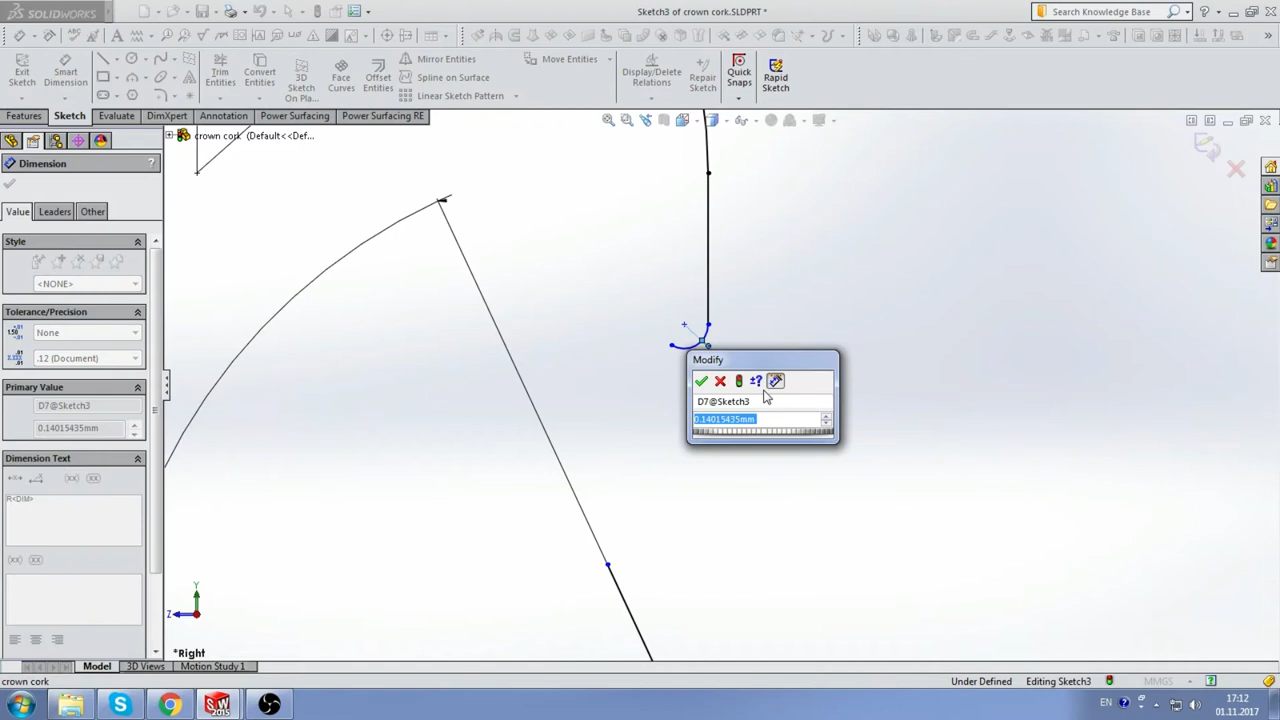 SOLIDWORKS
Sketch3 of crown cork.SLDPRT *
Search Knowledge Base
Exit Sketch
Smart Dimension
Trim Entities
Convert Entities
3D Sketch On Pla...
Face Curves
Offset Entities
Mirror Entities
Spline on Surface
Linear Sketch Pattern
Move Entities
Display/Delete Relations
Repair Sketch
Quick Snaps
Rapid Sketch
Features
Sketch
Evaluate
DimXpert
Power Surfacing
Power Surfacing RE
crown cork (Default<<Def...
Dimension
?
Value
Leaders
Other
Style
<NONE>
Tolerance/Precision
None
.12 (Document)
Primary Value
D7@Sketch3
0.14015435mm
Dimension Text
R<DIM>
Modify
D7@Sketch3
0.14015435mm
Y
Z
*Right
Model
3D Views
Motion Study 1
crown cork
Under Defined
Editing Sketch3
MMGS
SW
2015
EN
17:12
01.11.2017